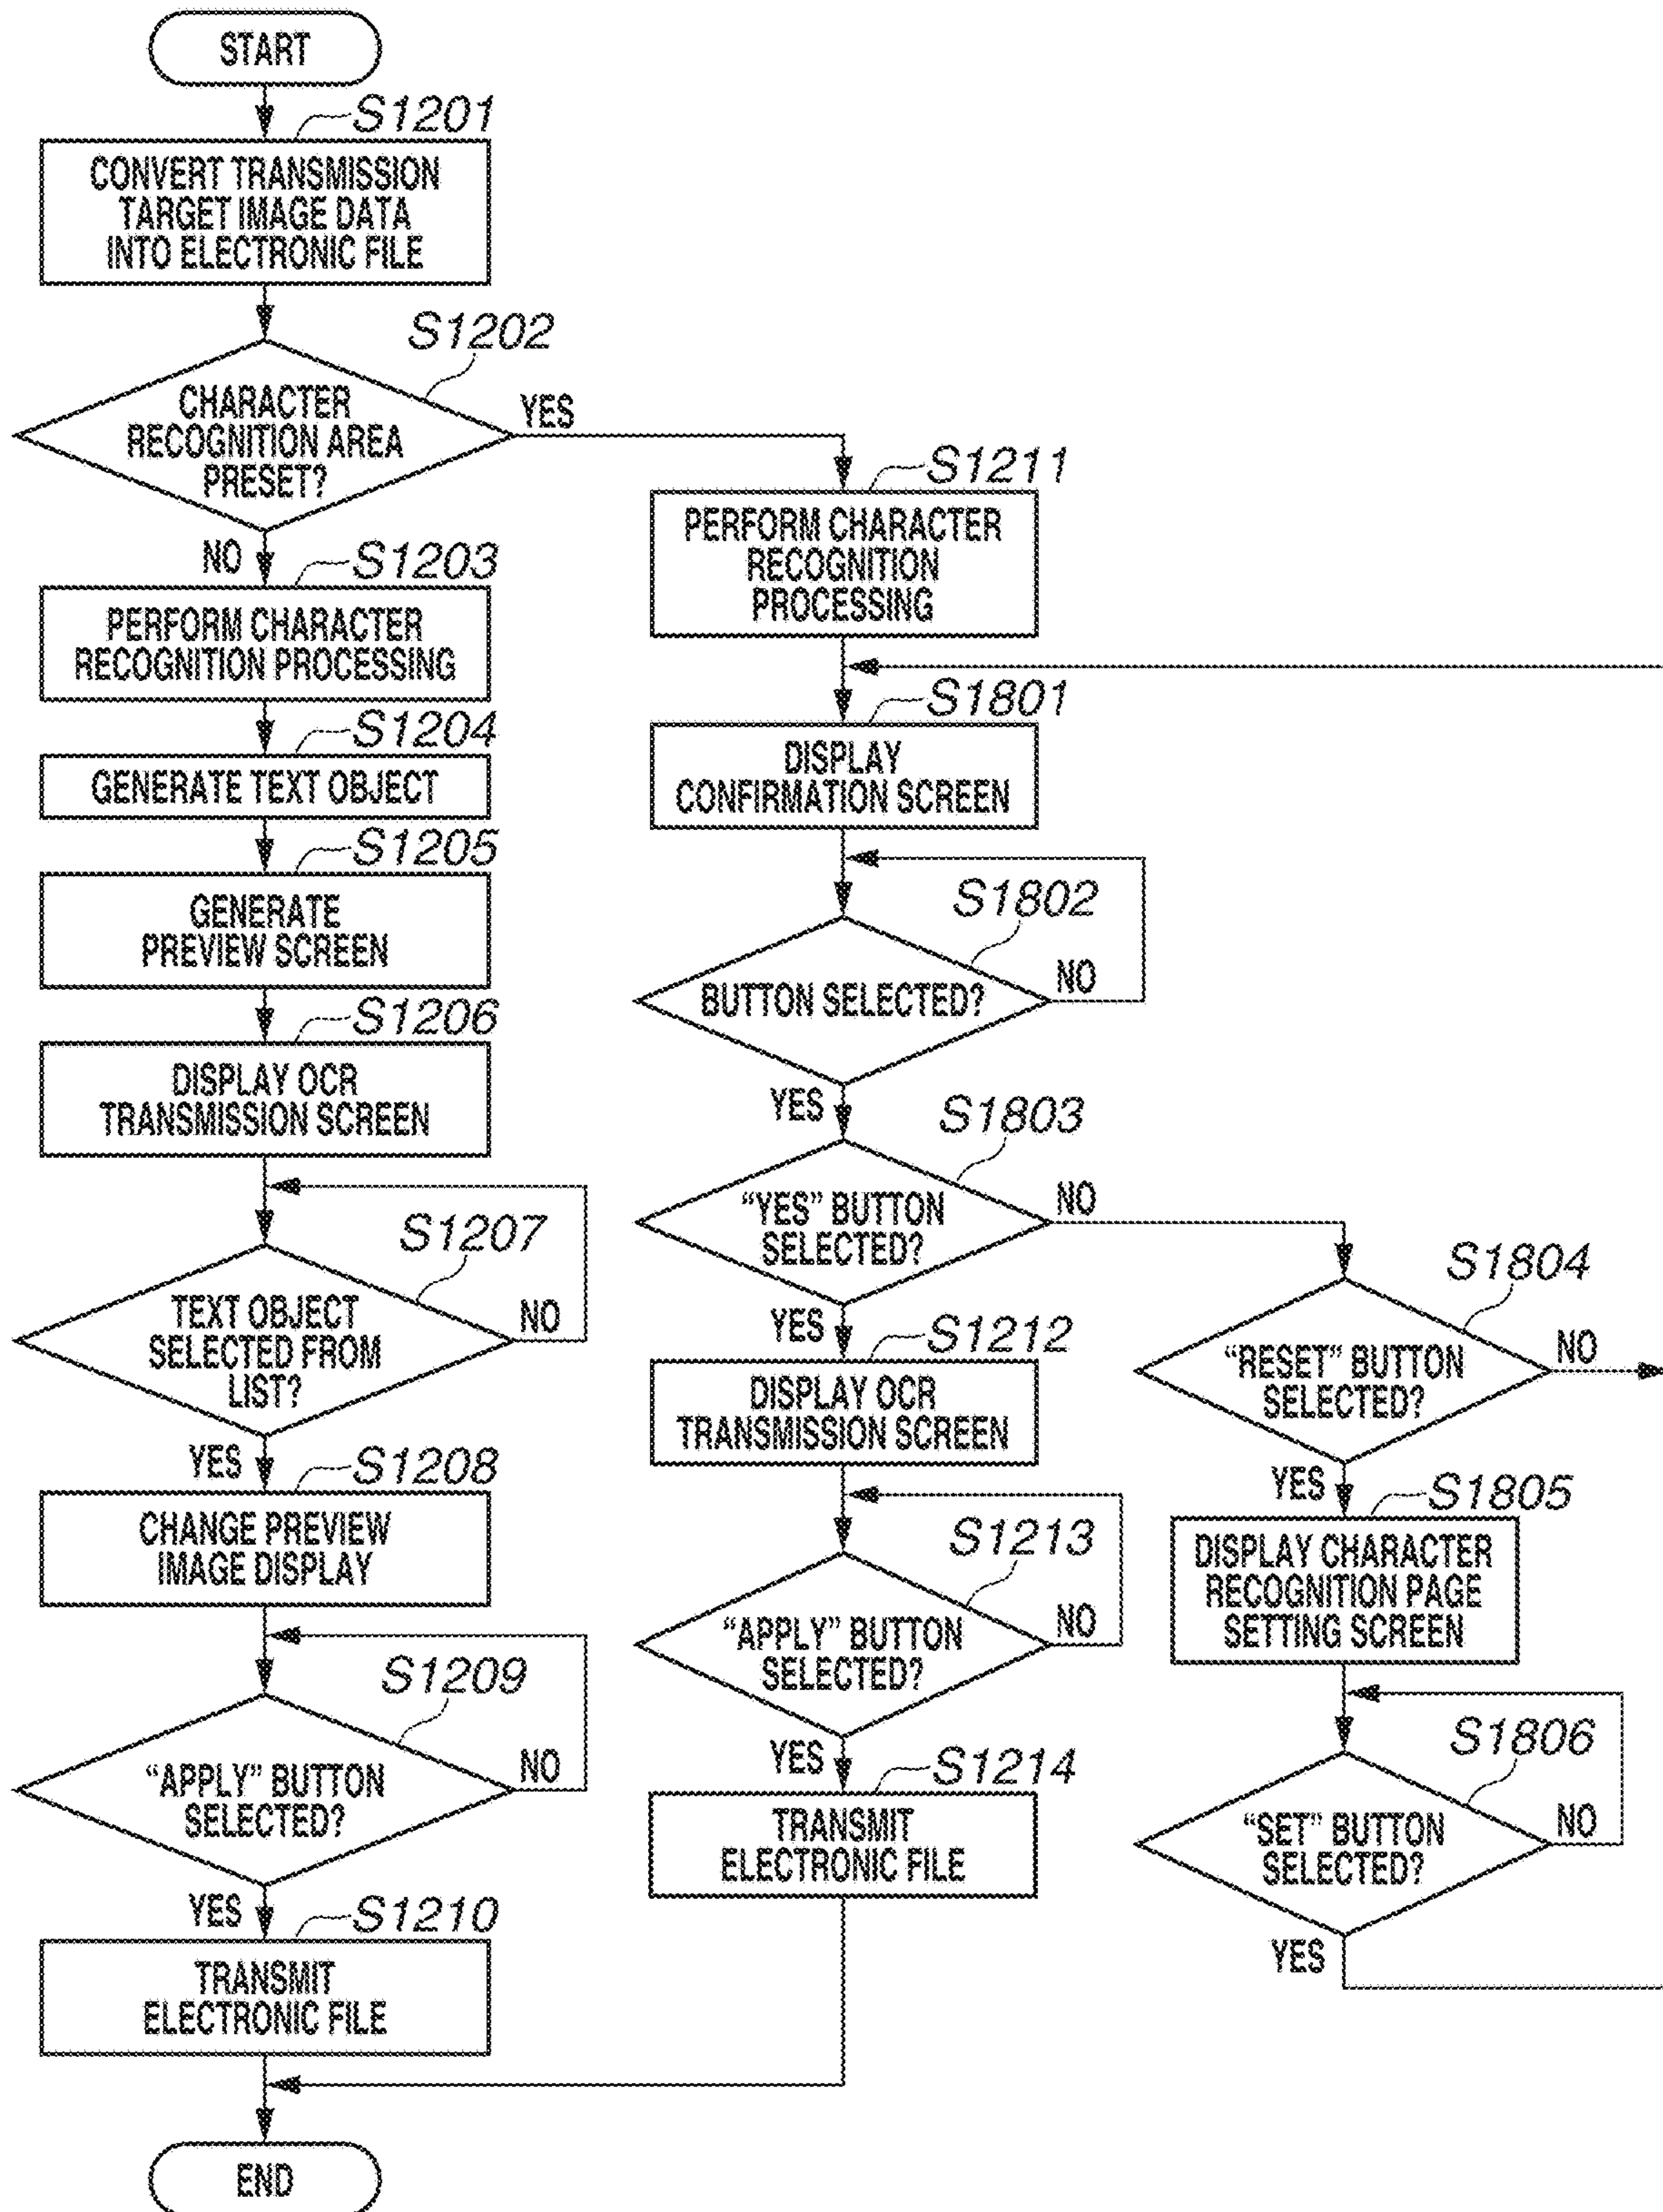 START
S1201
CONVERT TRANSMISSION
TARGET IMAGE DATA
INTO ELECTRONIC FILE
S1202
CHARACTER
RECOGNITION AREA
PRESET?
YES
NO
S1203
PERFORM CHARACTER
RECOGNITION PROCESSING
S1204
GENERATE TEXT OBJECT
S1205
GENERATE
PREVIEW SCREEN
S1206
DISPLAY OCR
TRANSMISSION SCREEN
S1207
TEXT OBJECT
SELECTED FROM
LIST?
NO
YES
S1208
CHANGE PREVIEW
IMAGE DISPLAY
S1209
“APPLY” BUTTON
SELECTED?
NO
YES
S1210
TRANSMIT
ELECTRONIC FILE
END
S1211
PERFORM CHARACTER
RECOGNITION
PROCESSING
S1801
DISPLAY
CONFIRMATION SCREEN
S1802
BUTTON SELECTED?
NO
YES
S1803
“YES” BUTTON
SELECTED?
NO
YES
S1212
DISPLAY OCR
TRANSMISSION SCREEN
S1213
“APPLY” BUTTON
SELECTED?
NO
YES
S1214
TRANSMIT
ELECTRONIC FILE
S1804
“RESET” BUTTON
SELECTED?
NO
YES
S1805
DISPLAY CHARACTER
RECOGNITION PAGE
SETTING SCREEN
S1806
“SET” BUTTON
SELECTED?
NO
YES